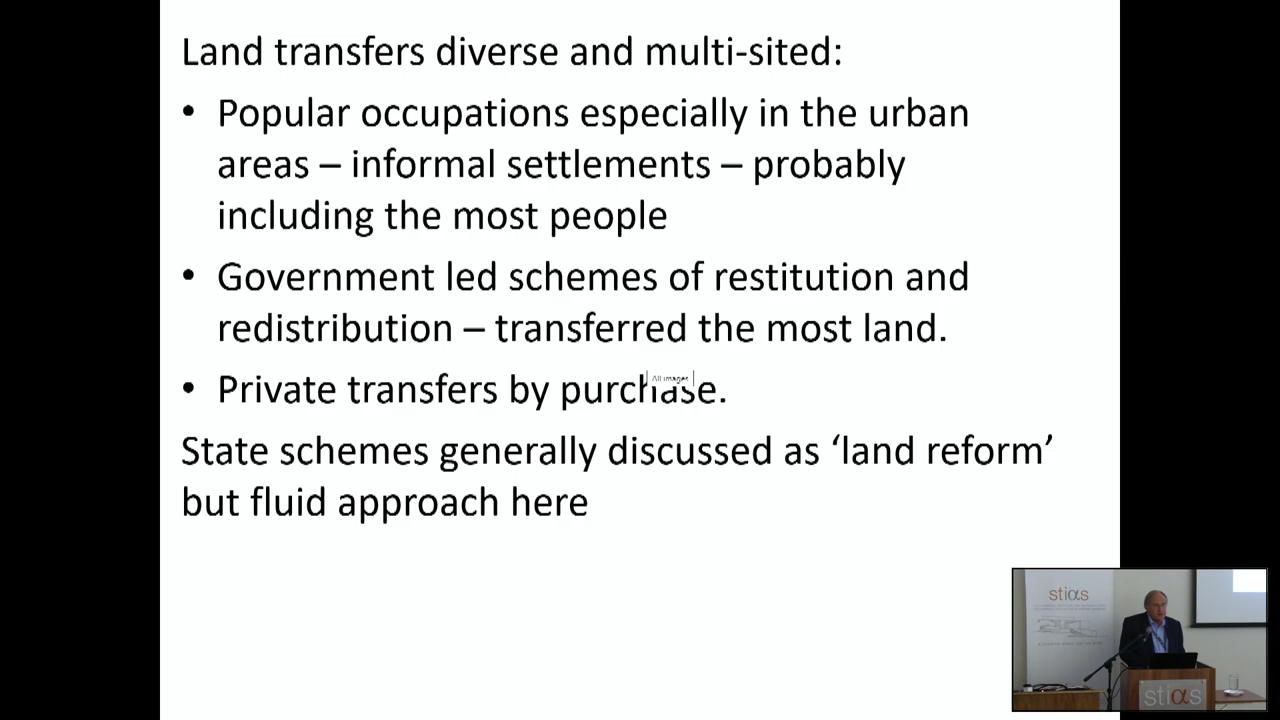 Land transfers diverse and multi-sited:
• Popular occupations especially in the urban
areas – informal settlements – probably
including the most people
• Government led schemes of restitution and
redistribution – transferred the most land.
• Private transfers by purchase.
All images
State schemes generally discussed as ‘land reform’
but fluid approach here
stias
stias